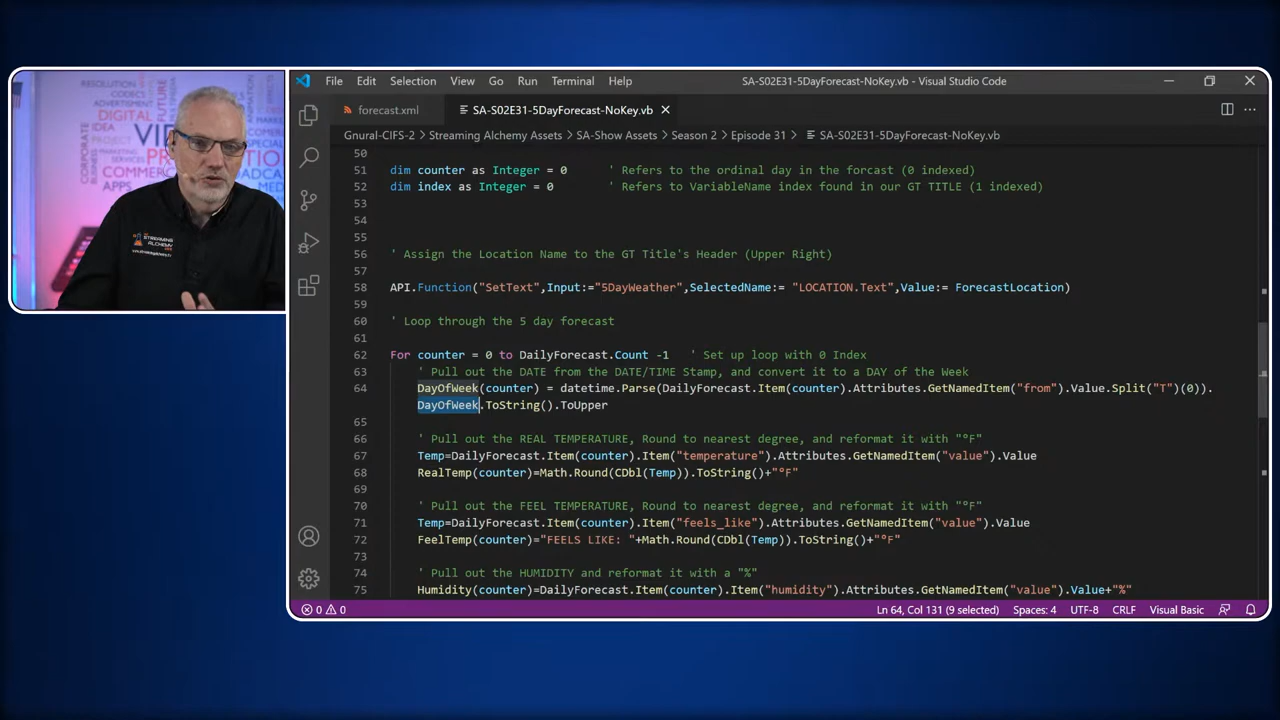 RESOLUTION
CODECS
ADVERTISMENT
DIGITAL
FUTURE
IDEA
CORPORATE
BUSINESS
MARKETING
SERVICES
COMMERCE
APPS
STREAMING
ALCHEMY
File Edit Selection View Go Run Terminal Help
SA-S02E31-5DayForecast-NoKey.vb - Visual Studio Code
forecast.xml
SA-S02E31-5DayForecast-NoKey.vb
Gnural-CIFS-2 > Streaming Alchemy Assets > SA-Show Assets > Season 2 > Episode 31 > SA-S02E31-5DayForecast-NoKey.vb
50
51 dim counter as Integer = 0 ' Refers to the ordinal day in the forcast (0 indexed)
52 dim index as Integer = 0 ' Refers to VariableName index found in our GT TITLE (1 indexed)
53
54
55
56 ' Assign the Location Name to the GT Title's Header (Upper Right)
57
58 API.Function("SetText",Input:="5DayWeather",SelectedName:= "LOCATION.Text",Value:= ForecastLocation)
59
60 ' Loop through the 5 day forecast
61
62 For counter = 0 to DailyForecast.Count -1 ' Set up loop with 0 Index
63 ' Pull out the DATE from the DATE/TIME Stamp, and convert it to a DAY of the Week
64 DayOfWeek(counter) = datetime.Parse(DailyForecast.Item(counter).Attributes.GetNamedItem("from").Value.Split("T")(0)).
DayOfWeek.ToString().ToUpper
65
66 ' Pull out the REAL TEMPERATURE, Round to nearest degree, and reformat it with "°F"
67 Temp=DailyForecast.Item(counter).Item("temperature").Attributes.GetNamedItem("value").Value
68 RealTemp(counter)=Math.Round(CDbl(Temp)).ToString()+"°F"
69
70 ' Pull out the FEEL TEMPERATURE, Round to nearest degree, and reformat it with "°F"
71 Temp=DailyForecast.Item(counter).Item("feels_like").Attributes.GetNamedItem("value").Value
72 FeelTemp(counter)="FEELS LIKE: "+Math.Round(CDbl(Temp)).ToString()+"°F"
73
74 ' Pull out the HUMIDITY and reformat it with a "%"
75 Humidity(counter)=DailyForecast.Item(counter).Item("humidity").Attributes.GetNamedItem("value").Value+"%"
0 0
Ln 64, Col 131 (9 selected) Spaces: 4 UTF-8 CRLF Visual Basic